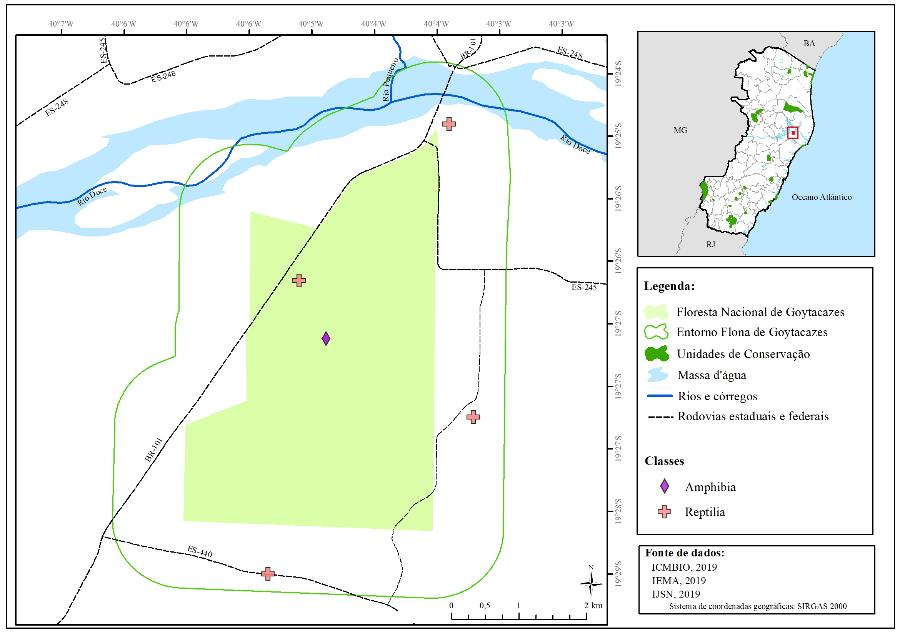 40°7'W 40°6'W 40°6'W 40°5'W 40°4'W 40°4'W 40°3'W
ES-245
ES-248
ES-248
BR-101
ES-248
Rio Pequeno
Rio Doce
Rio Doce
19°24'S
19°25'S
19°26'S
19°26'S
19°27'S
19°27'S
19°27'S
19°28'S
19°29'S
ES-245
BR-101
ES-440
N
0 0,5 1 2 km
BA
MG
Oceano Atlântico
RJ
Legenda:
Floresta Nacional de Goytacazes
Entorno Flona de Goytacazes
Unidades de Conservação
Massa d'água
Rios e córregos
Rodovias estaduais e federais
Classes
Amphibia
Reptilia
Fonte de dados:
ICMBIO, 2019
IEMA, 2019
IJSN, 2019
Sistema de coordenadas geográficas: SIRGAS 2000